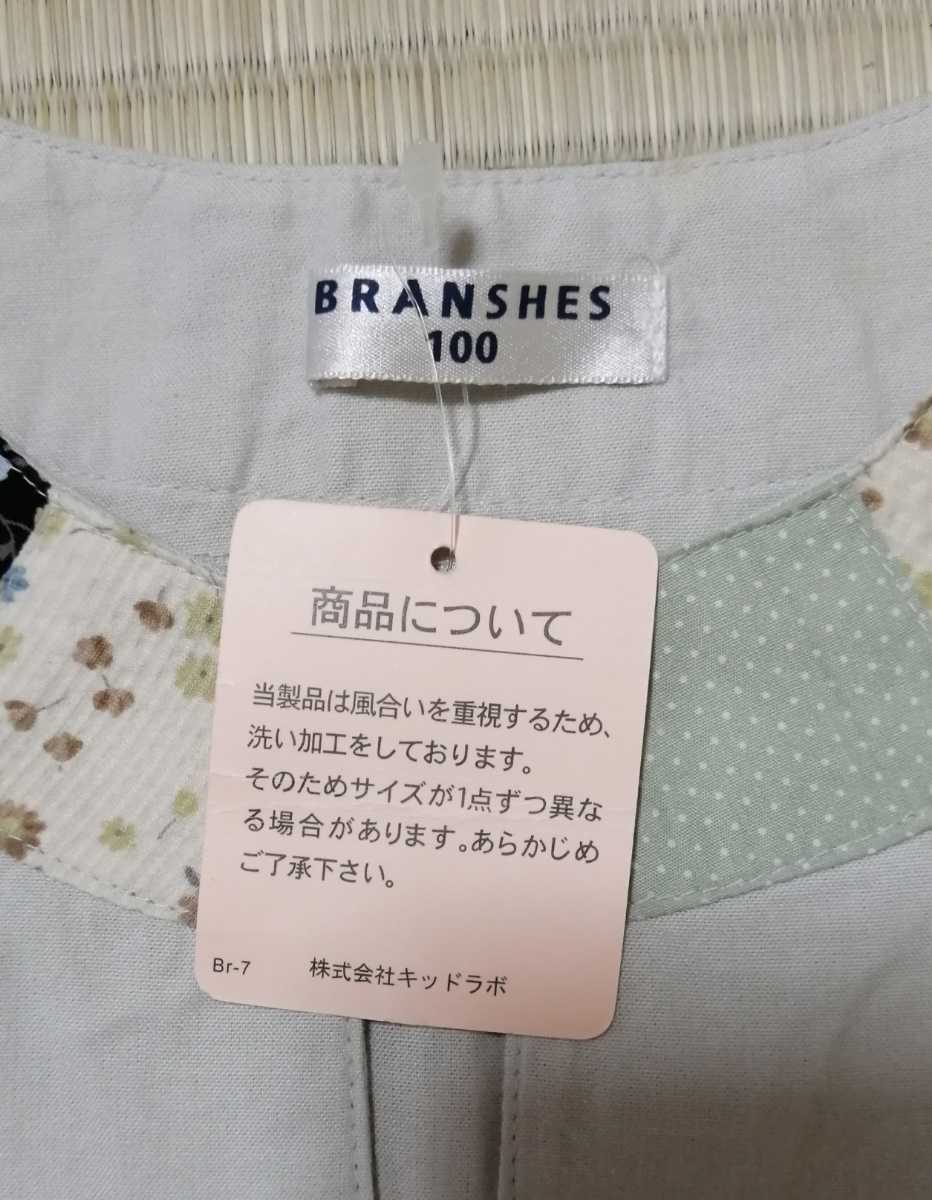 BRANSHES
100
商品について
当製品は風合いを重視するため、
洗い加工をしております。
そのためサイズが1点ずつ異な
る場合があります。あらかじめ
ご了承下さい。
Br-7 株式会社キッドラボ